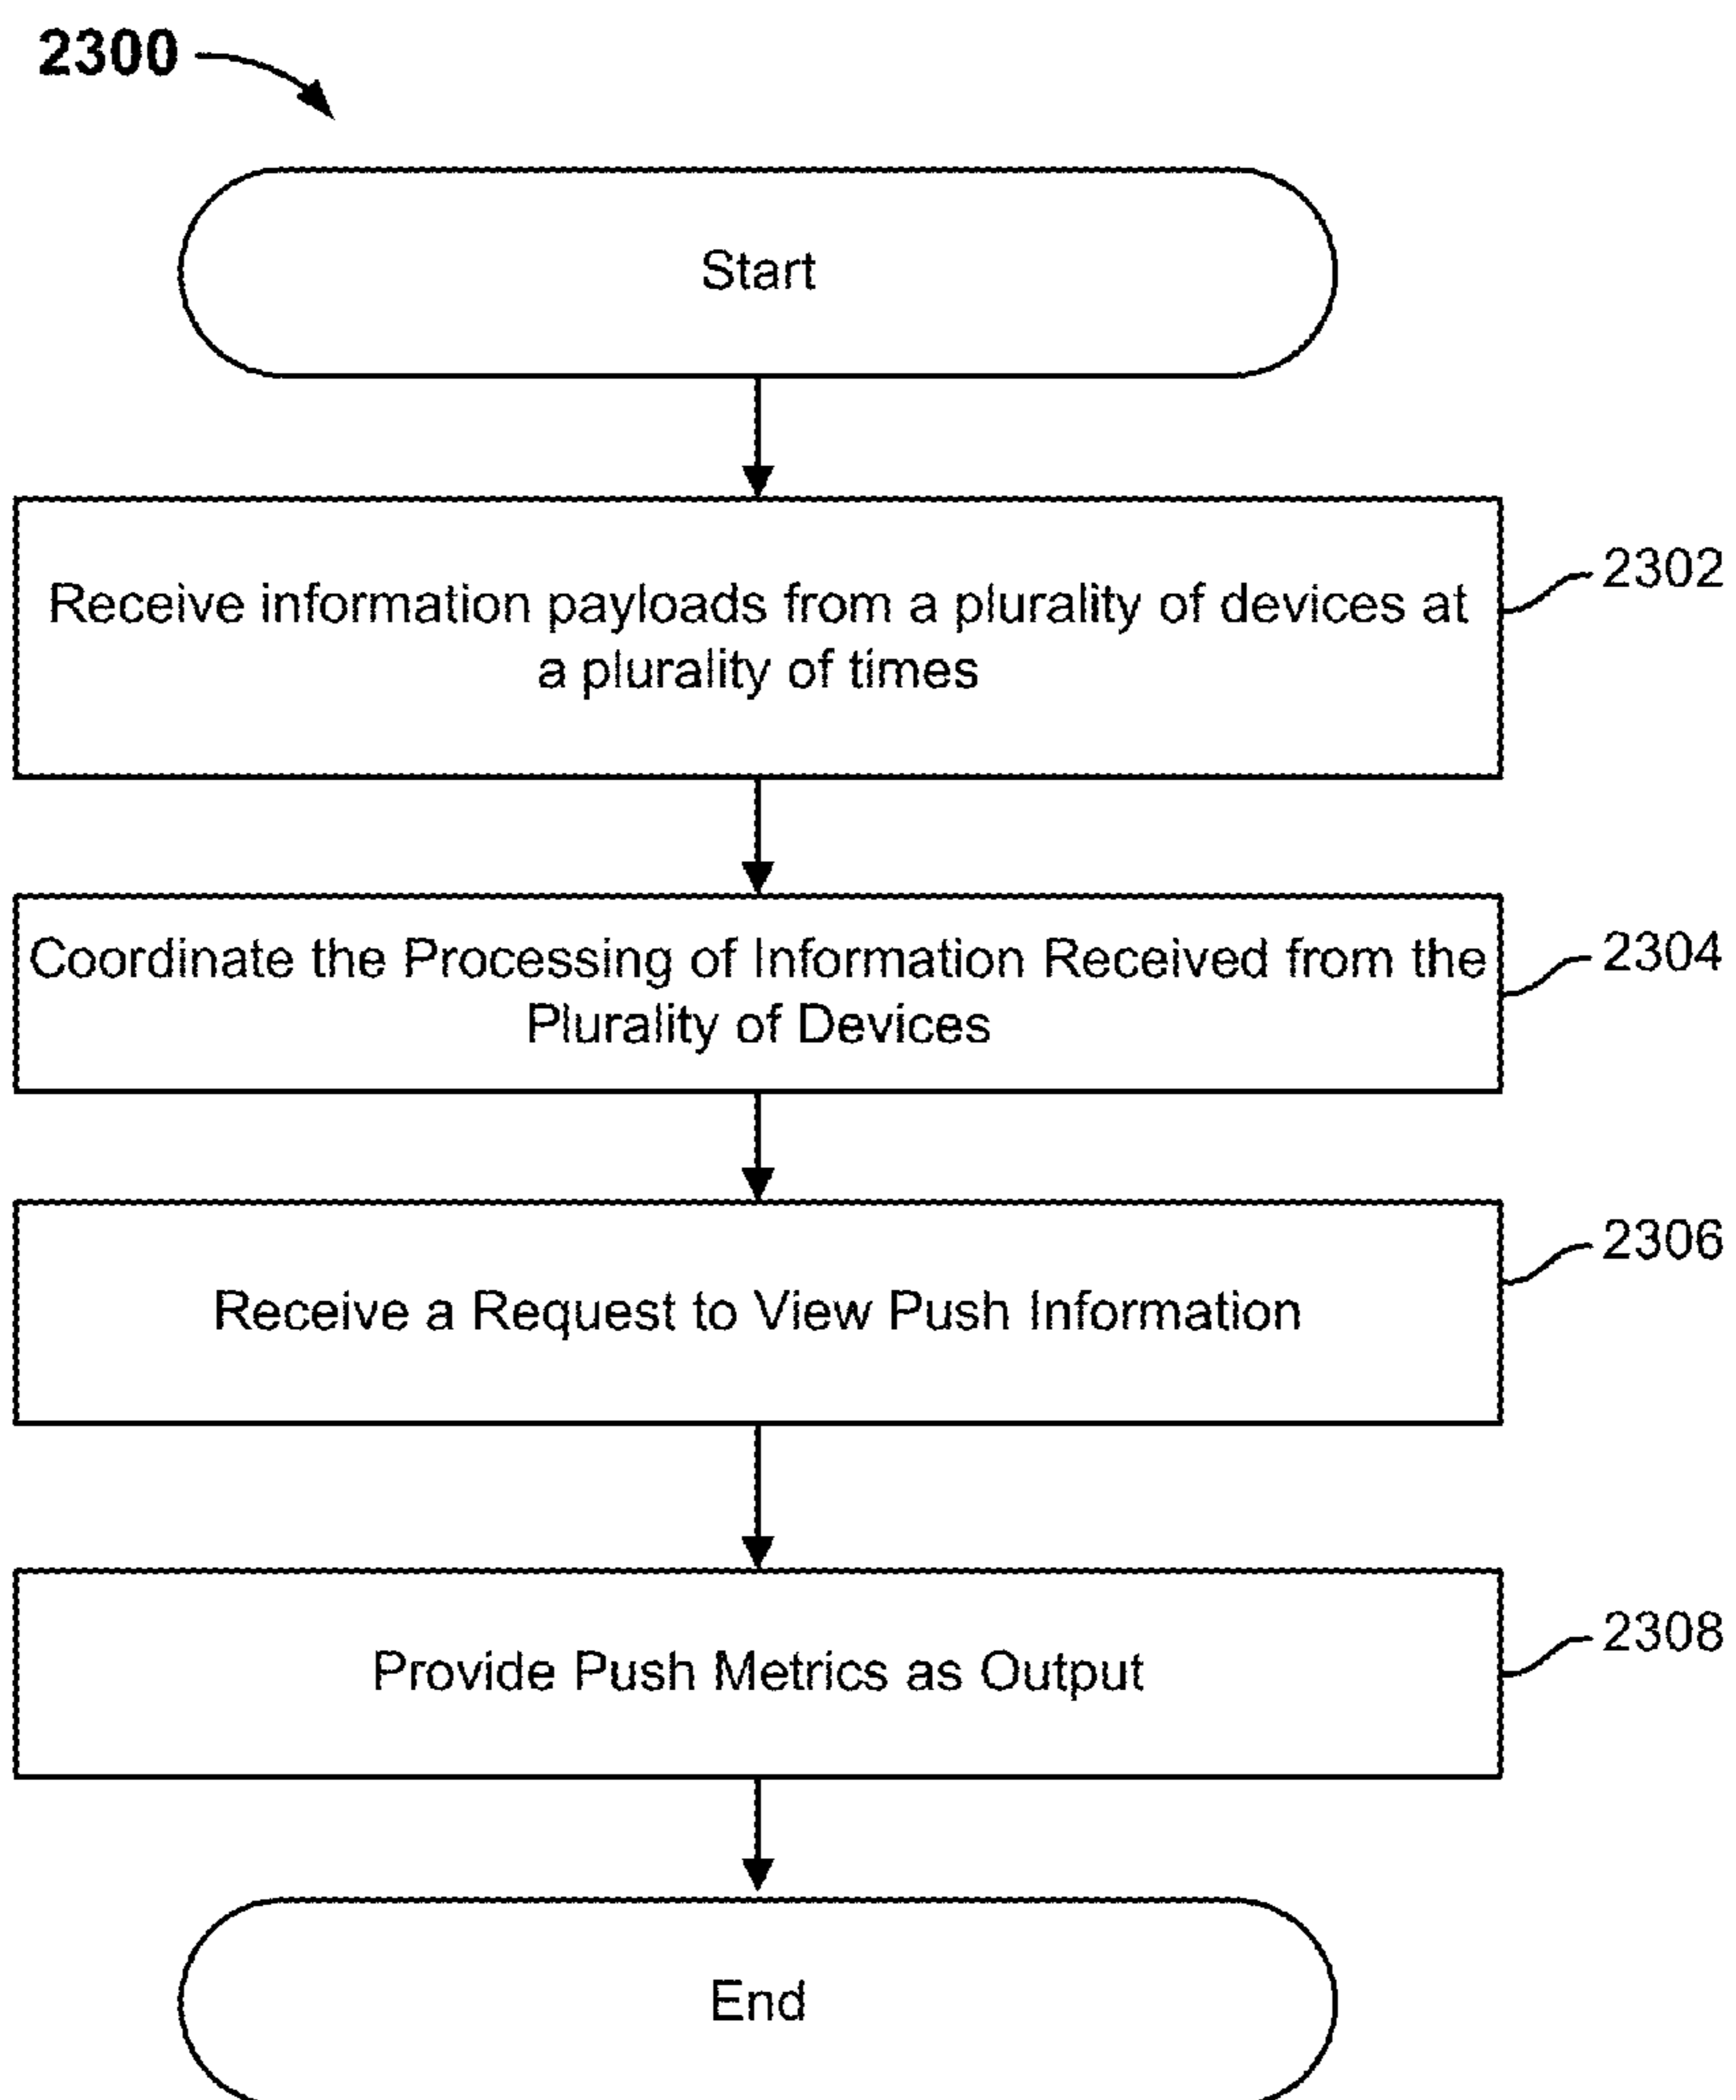 2300
Start
Receive information payloads from a plurality of devices at
a plurality of times
2302
Coordinate the Processing of Information Received from the
Plurality of Devices
2304
Receive a Request to View Push Information
2306
Provide Push Metrics as Output
2308
End